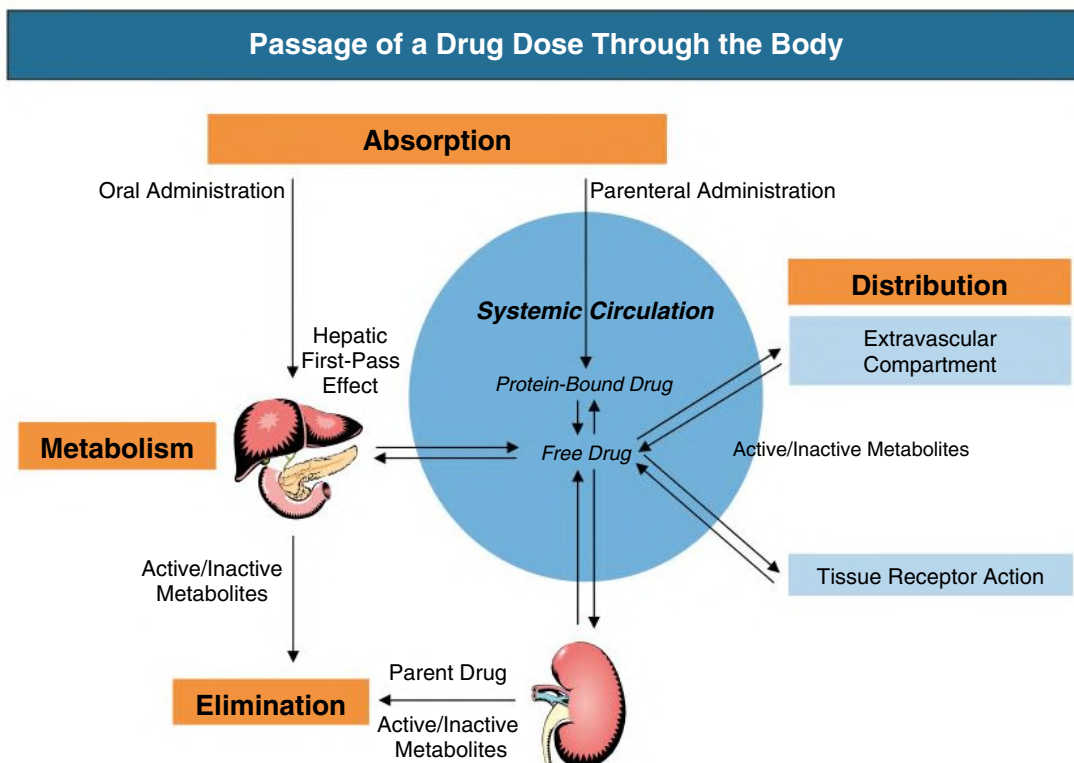 Passage of a Drug Dose Through the Body
Absorption
Oral Administration
Parenteral Administration
Distribution
Systemic Circulation
Extravascular
Compartment
Hepatic
First-Pass
Effect
Protein-Bound Drug
Metabolism
Free Drug
Active/Inactive Metabolites
Active/Inactive
Metabolites
Tissue Receptor Action
Parent Drug
Elimination
Active/Inactive
Metabolites